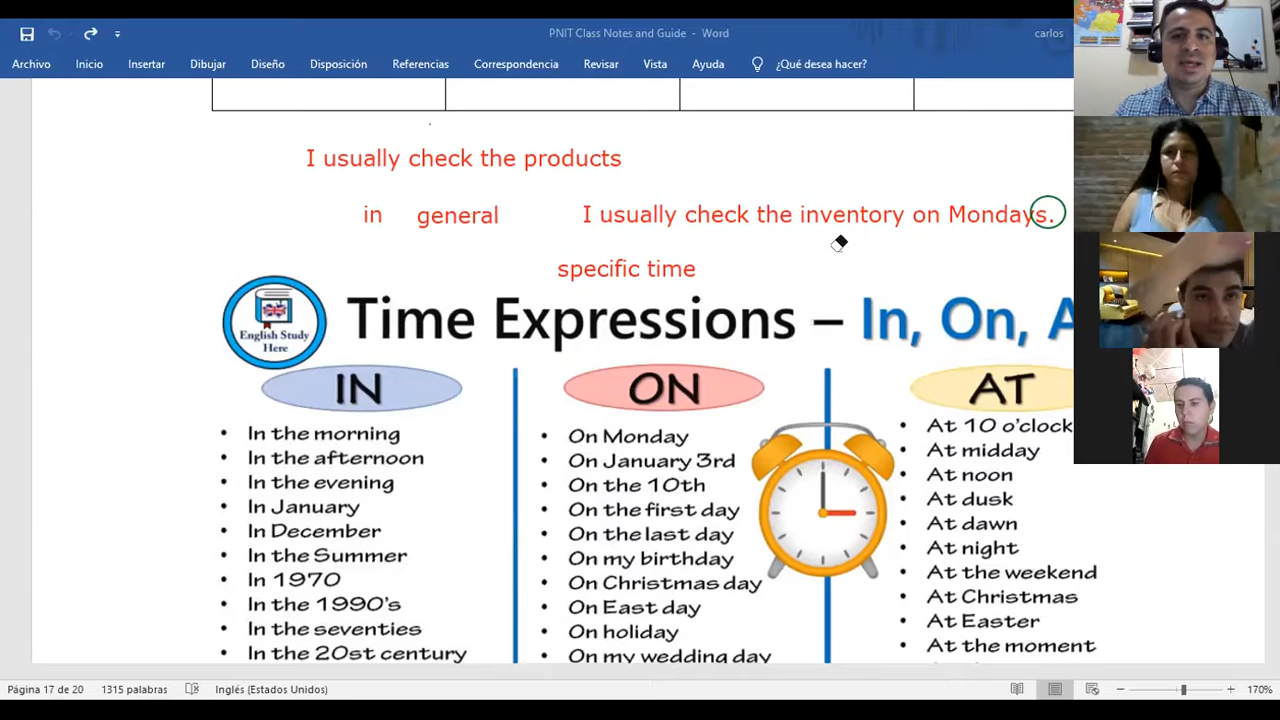 PNIT Class Notes and Guide - Word
carlos
Archivo Inicio Insertar Dibujar Diseño Disposición Referencias Correspondencia Revisar Vista Ayuda ¿Qué desea hacer?
I usually check the products
in general
I usually check the inventory on Mondays.
specific time
English Study Here
Time Expressions – In, On,
IN
In the morning
In the afternoon
In the evening
In January
In December
In the Summer
In 1970
In the 1990's
In the seventies
In the 20st century
ON
On Monday
On January 3rd
On the 10th
On the first day
On the last day
On my birthday
On Christmas day
On East day
On holiday
On my wedding day
AT
At 10 o'clock
At midday
At noon
At dusk
At dawn
At night
At the weekend
At Christmas
At Easter
At the moment
Página 17 de 20 1315 palabras Inglés (Estados Unidos) 170%